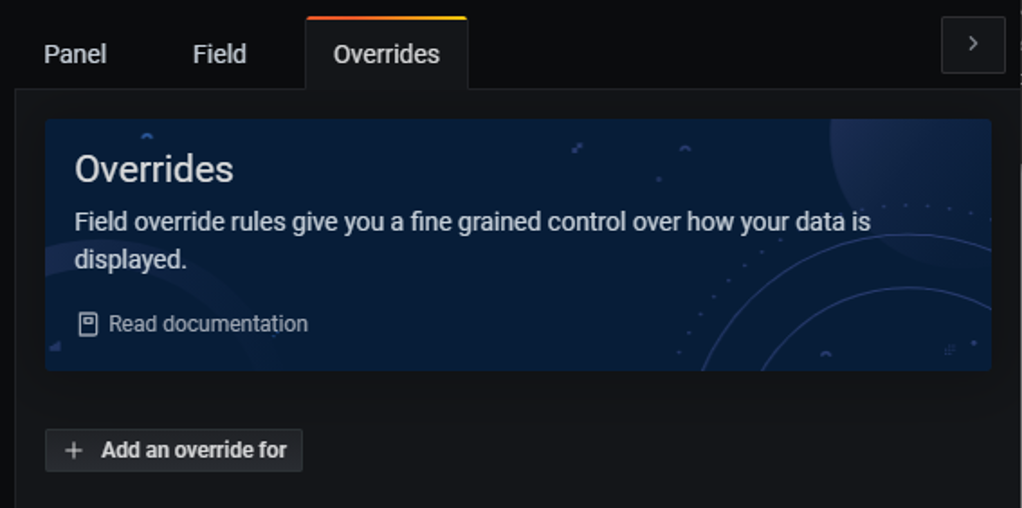 Panel Field Overrides
Overrides
Field override rules give you a fine grained control over how your data is
displayed.
Read documentation
+ Add an override for